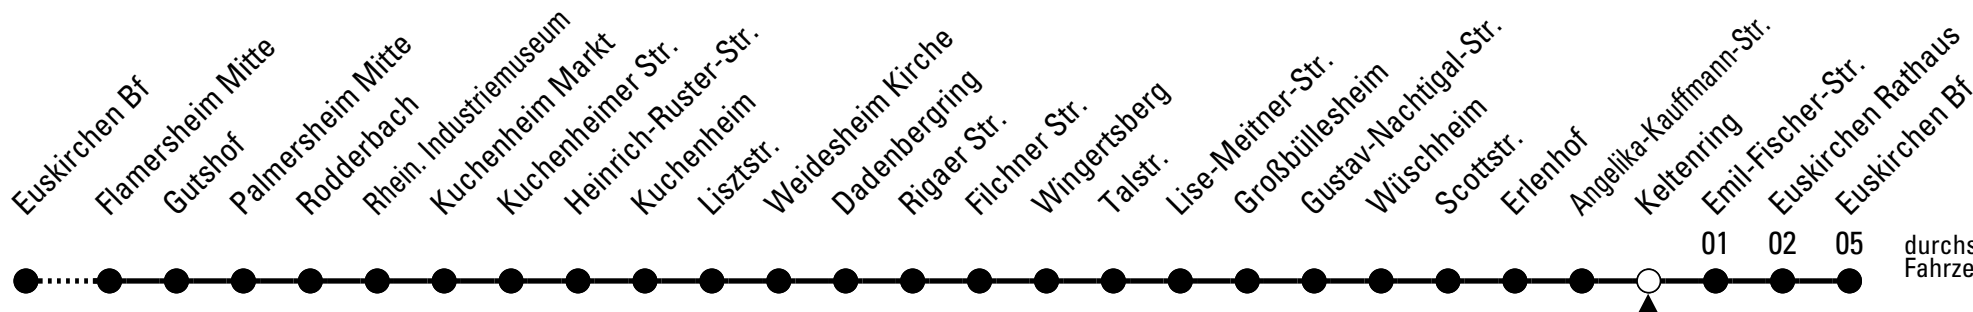 Euskirchen Bf
Flamersheim Mitte
Gutshof
Palmersheim Mitte
Rodderbach
Rhein. Industriemuseum
Kuchenheim Markt
Kuchenheimer Str.
Heinrich-Ruster-Str.
Kuchenheim
Lisztstr.
Weidesheim Kirche
Dadenbergring
Rigaer Str.
Filchner Str.
Wingertsberg
Talstr.
Lise-Meitner-Str.
Großbüllesheim
Gustav-Nachtigal-Str.
Wüschheim
Scottstr.
Erlenhof
Angelika-Kauffmann-Str.
Keltenring
Emil-Fischer-Str.
Euskirchen Rathaus
Euskirchen Bf
01 02 05
durchs
Fahrze